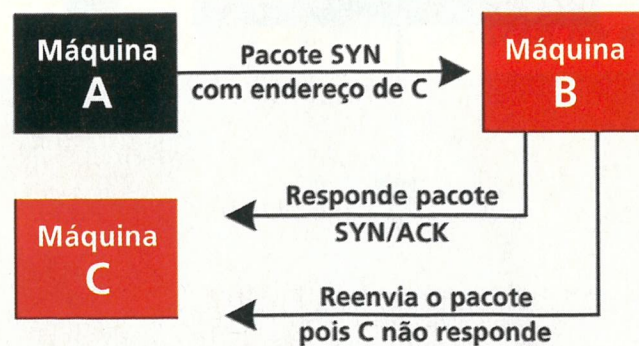 Máquina
A
Pacote SYN
com endereço de C
Máquina
B
Responde pacote
SYN/ACK
Máquina
C
Reenvia o pacote
pois C não responde